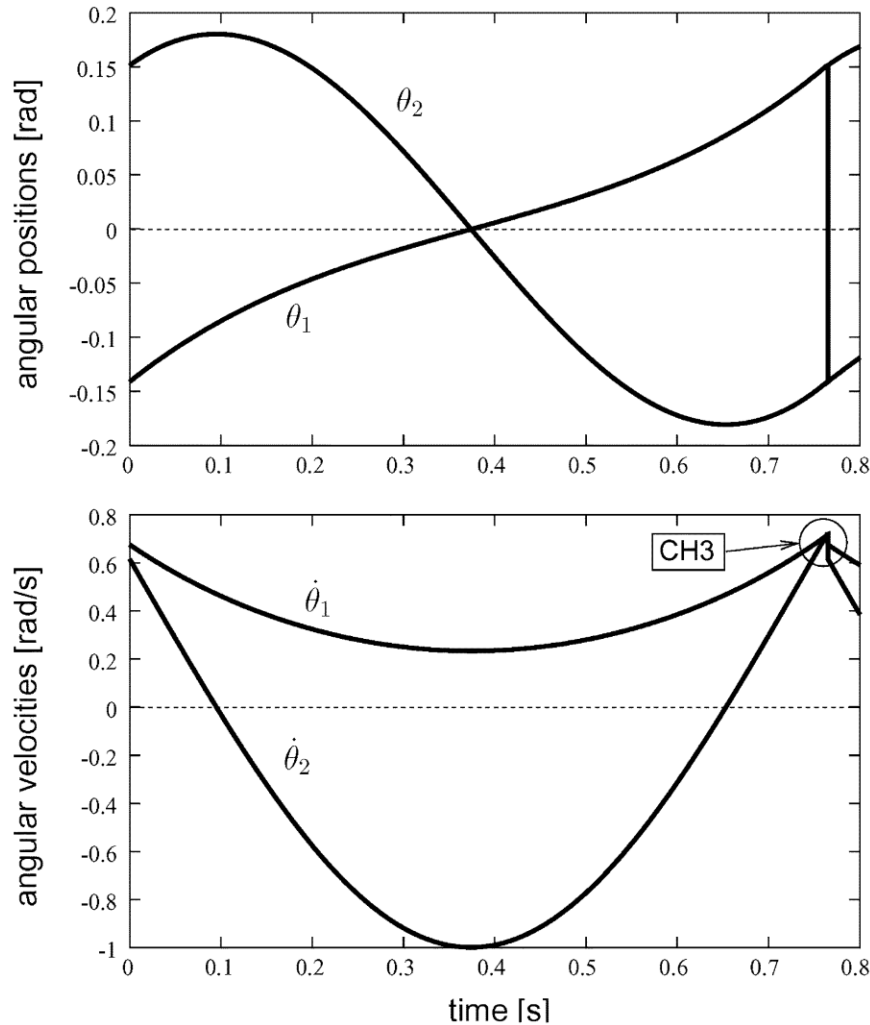 angular positions [rad]
0.2
0.15
0.1
0.05
0
-0.05
-0.1
-0.15
-0.2
θ₂
θ₁
0 0.1 0.2 0.3 0.4 0.5 0.6 0.7 0.8
angular velocities [rad/s]
0.8
0.6
0.4
0.2
0
-0.2
-0.4
-0.6
-0.8
-1
CH3
θ̇₁
θ̇₂
0 0.1 0.2 0.3 0.4 0.5 0.6 0.7 0.8
time [s]